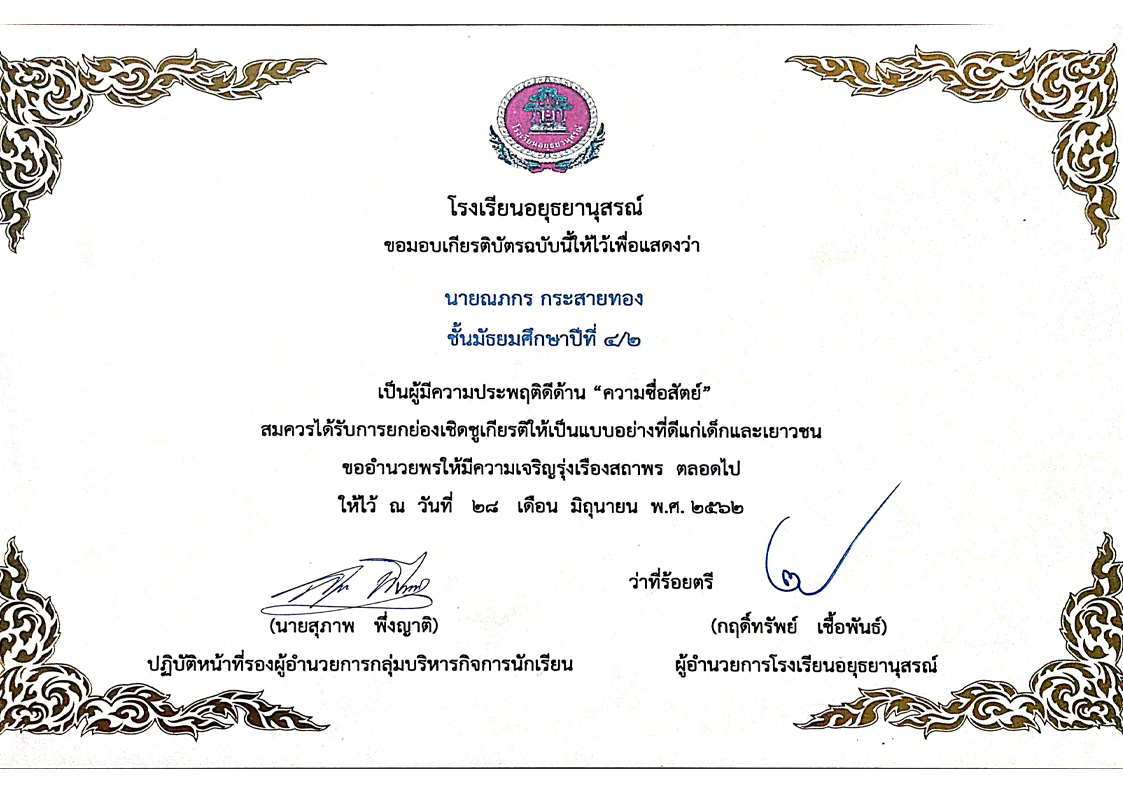 โรงเรียนอยุธยานุสรณ์
โรงเรียนอยุธยานุสรณ์
ขอมอบเกียรติบัตรฉบับนี้ให้ไว้เพื่อแสดงว่า
นายณภกร กระสายทอง
ชั้นมัธยมศึกษาปีที่ ๔/๒
เป็นผู้มีความประพฤติดีด้าน “ความซื่อสัตย์”
สมควรได้รับการยกย่องเชิดชูเกียรติให้เป็นแบบอย่างที่ดีแก่เด็กและเยาวชน
ขออำนวยพรให้มีความเจริญรุ่งเรืองสถาพร ตลอดไป
ให้ไว้ ณ วันที่ ๒๘ เดือน มิถุนายน พ.ศ. ๒๕๖๒
ว่าที่ร้อยตรี
(นายสุภาพ พึ่งญาติ) (กฤดิ์ทรัพย์ เชื้อพันธ์)
ปฏิบัติหน้าที่รองผู้อำนวยการกลุ่มบริหารกิจการนักเรียน ผู้อำนวยการโรงเรียนอยุธยานุสรณ์